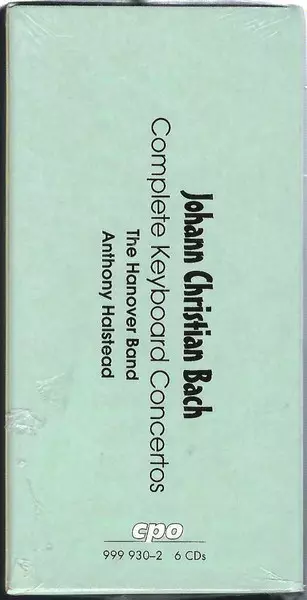 Johann Christian Bach
Complete Keyboard Concertos
The Hanover Band
Anthony Halstead
cpo
999 930-2 6 CDs